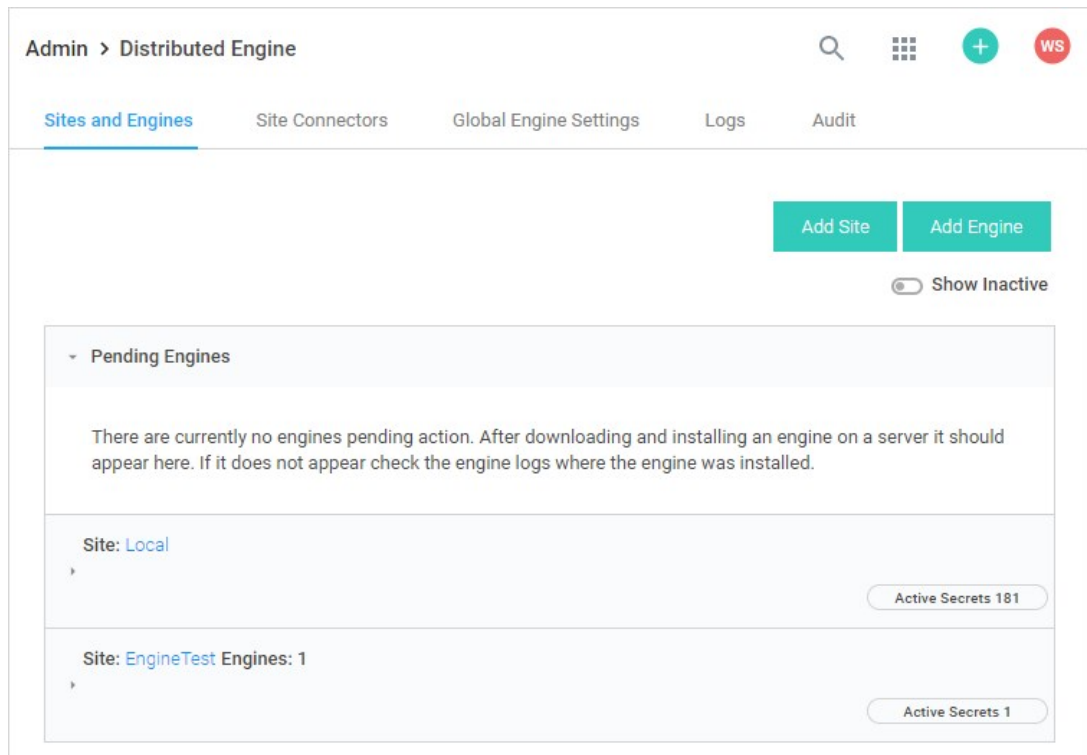 Admin > Distributed Engine
WS
Sites and Engines Site Connectors Global Engine Settings Logs Audit
Add Site Add Engine
Show Inactive
Pending Engines
There are currently no engines pending action. After downloading and installing an engine on a server it should
appear here. If it does not appear check the engine logs where the engine was installed.
Site: Local
Active Secrets 181
Site: EngineTest Engines: 1
Active Secrets 1